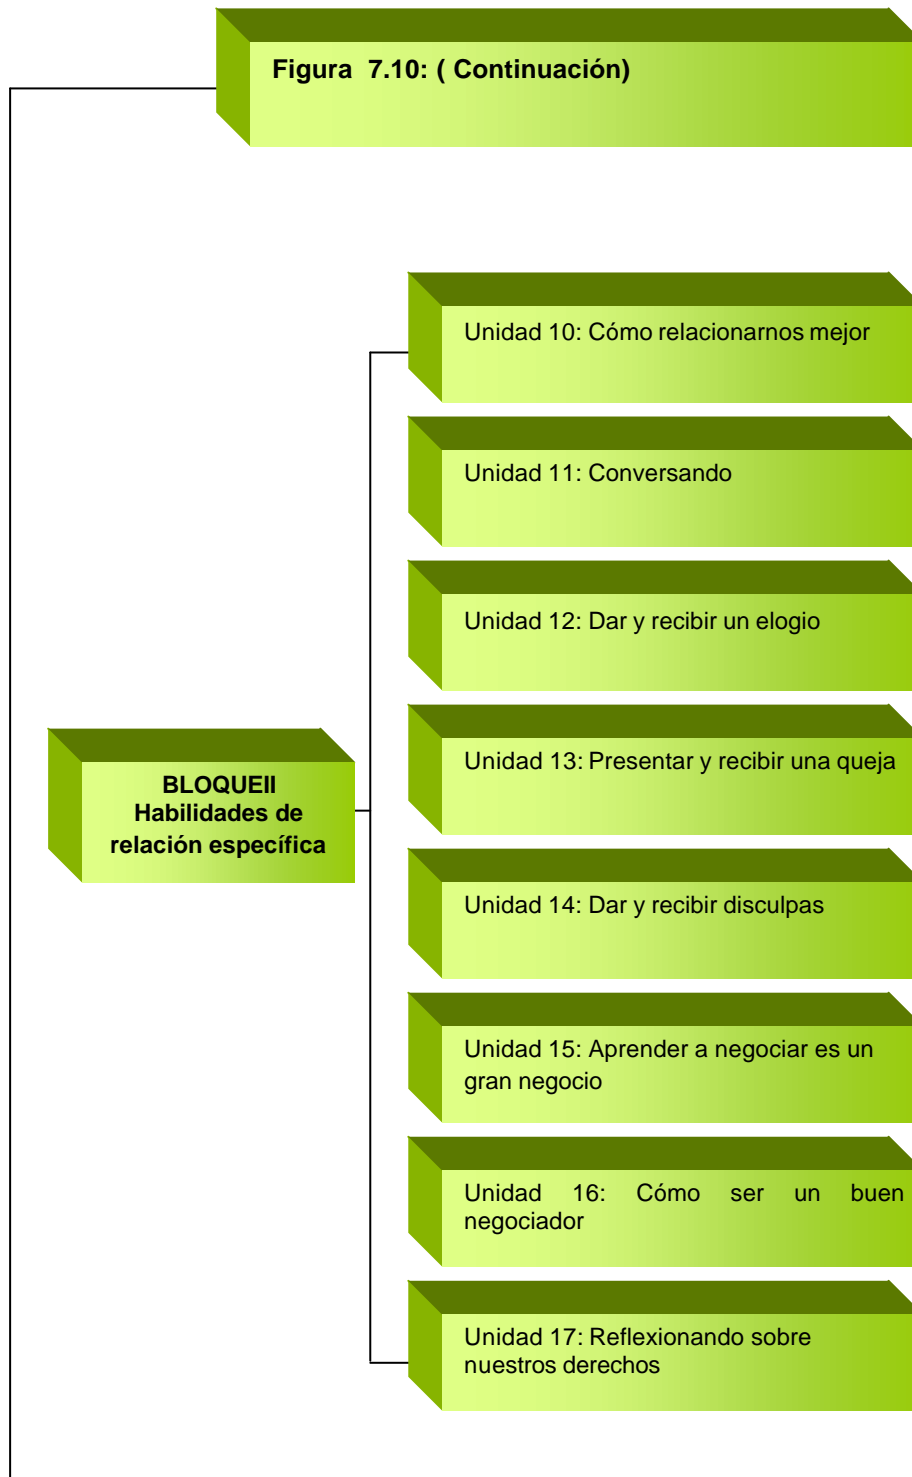 Figura 7.10: ( Continuación)
Unidad 10: Cómo relacionarnos mejor
Unidad 11: Conversando
Unidad 12: Dar y recibir un elogio
Unidad 13: Presentar y recibir una queja
BLOQUEII
Habilidades de
relación específica
Unidad 14: Dar y recibir disculpas
Unidad 15: Aprender a negociar es un
gran negocio
Unidad 16: Cómo ser un buen
negociador
Unidad 17: Reflexionando sobre
nuestros derechos